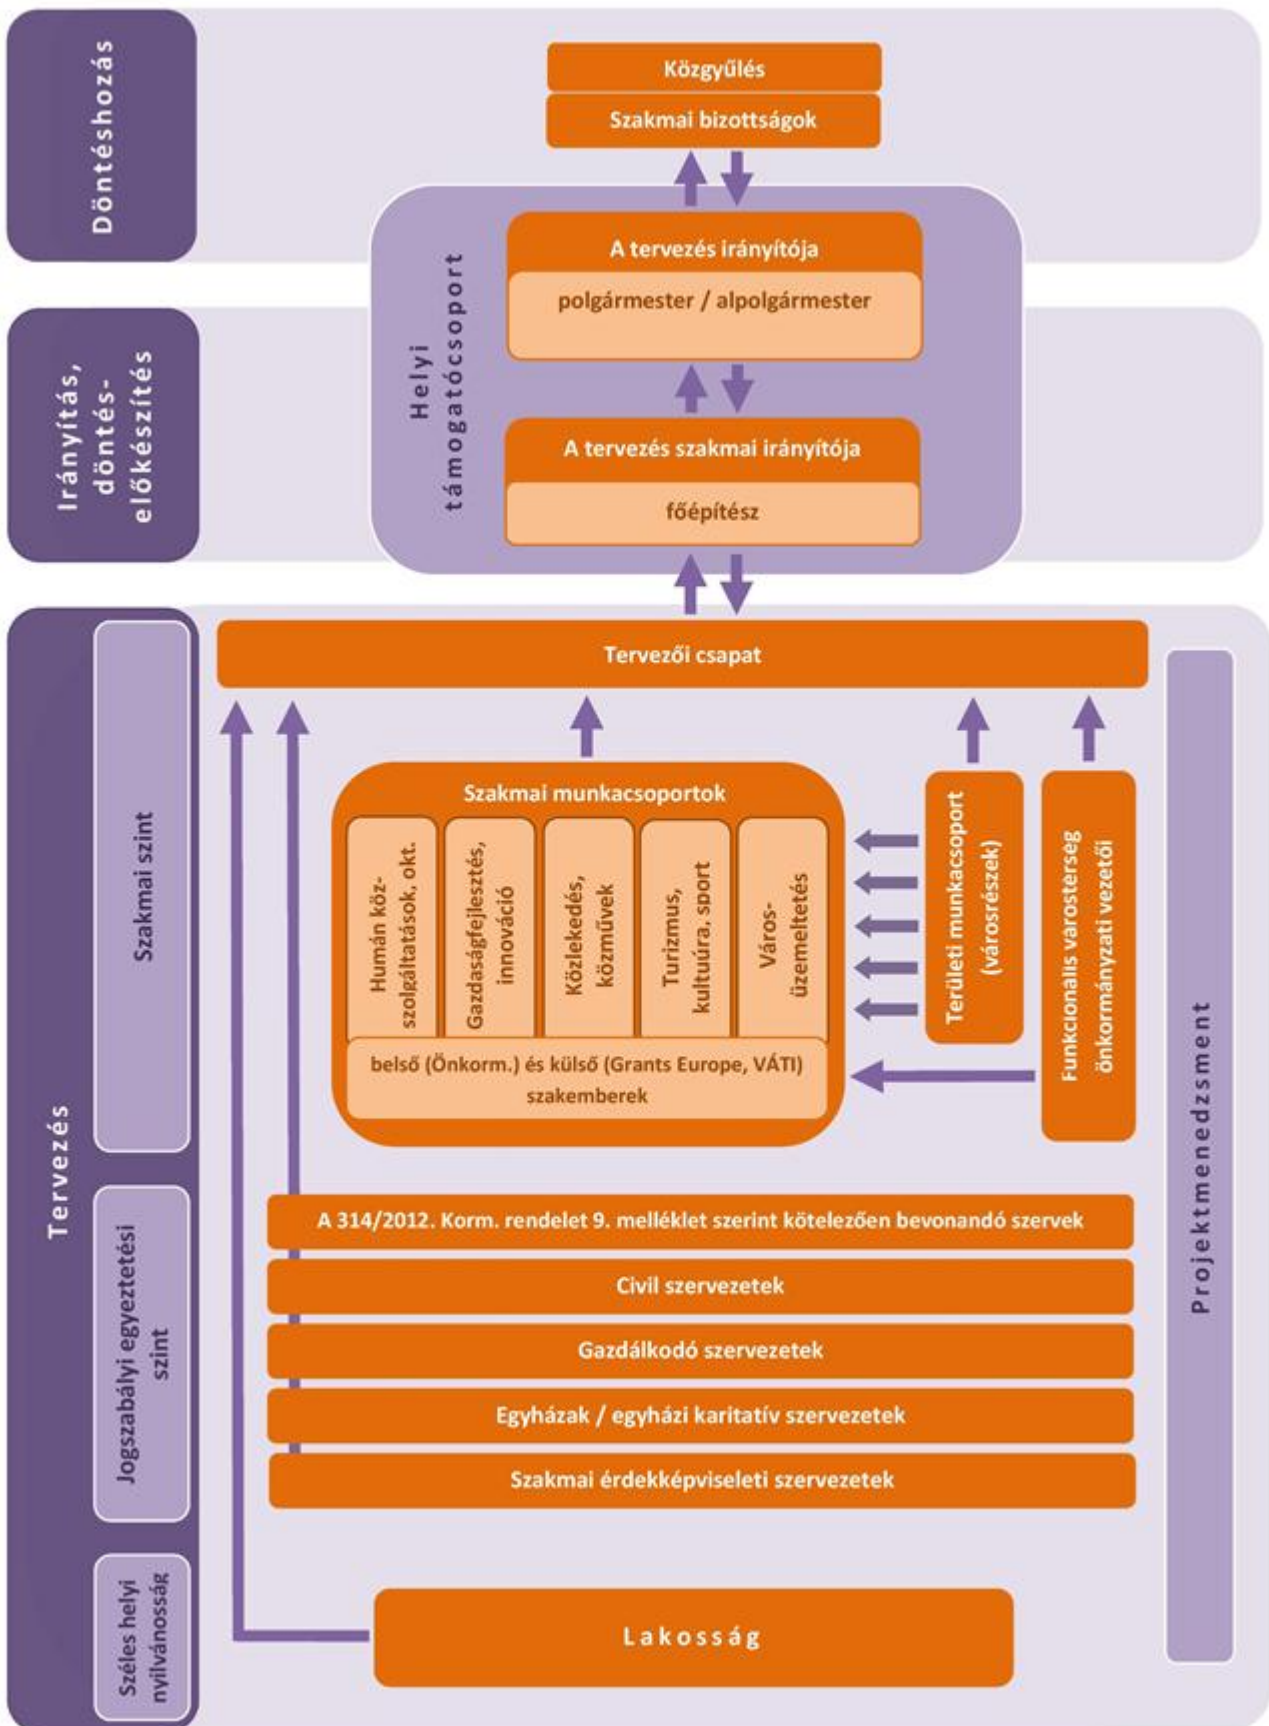 Döntéshozás
Közgyűlés
Szakmai bizottságok
Irányítás,
döntés-
előkészítés
Helyi
támogatócsoport
A tervezés irányítója
polgármester / alpolgármester
A tervezés szakmai irányítója
főépítész
Tervezés
Szakmai szint
Tervezői csapat
Szakmai munkacsoportok
Humán köz-
szolgáltatások, okt.
Gazdaságfejlesztés,
innováció
Közlekedés,
közművek
Turizmus,
kultuúra, sport
Város-
üzemeltetés
belső (Önkorm.) és külső (Grants Europe, VÁTI)
szakemberek
Területi munkacsoport
(városrészek)
Funkcionális várostérség
önkormányzati vezetői
Projektmenedzsment
Jogszabályi egyeztetési
szint
A 314/2012. Korm. rendelet 9. melléklet szerint kötelezően bevonandó szervek
Civil szervezetek
Gazdálkodó szervezetek
Egyházak / egyházi karitatív szervezetek
Szakmai érdekképviseleti szervezetek
Széles helyi
nyilvánosság
Lakosság